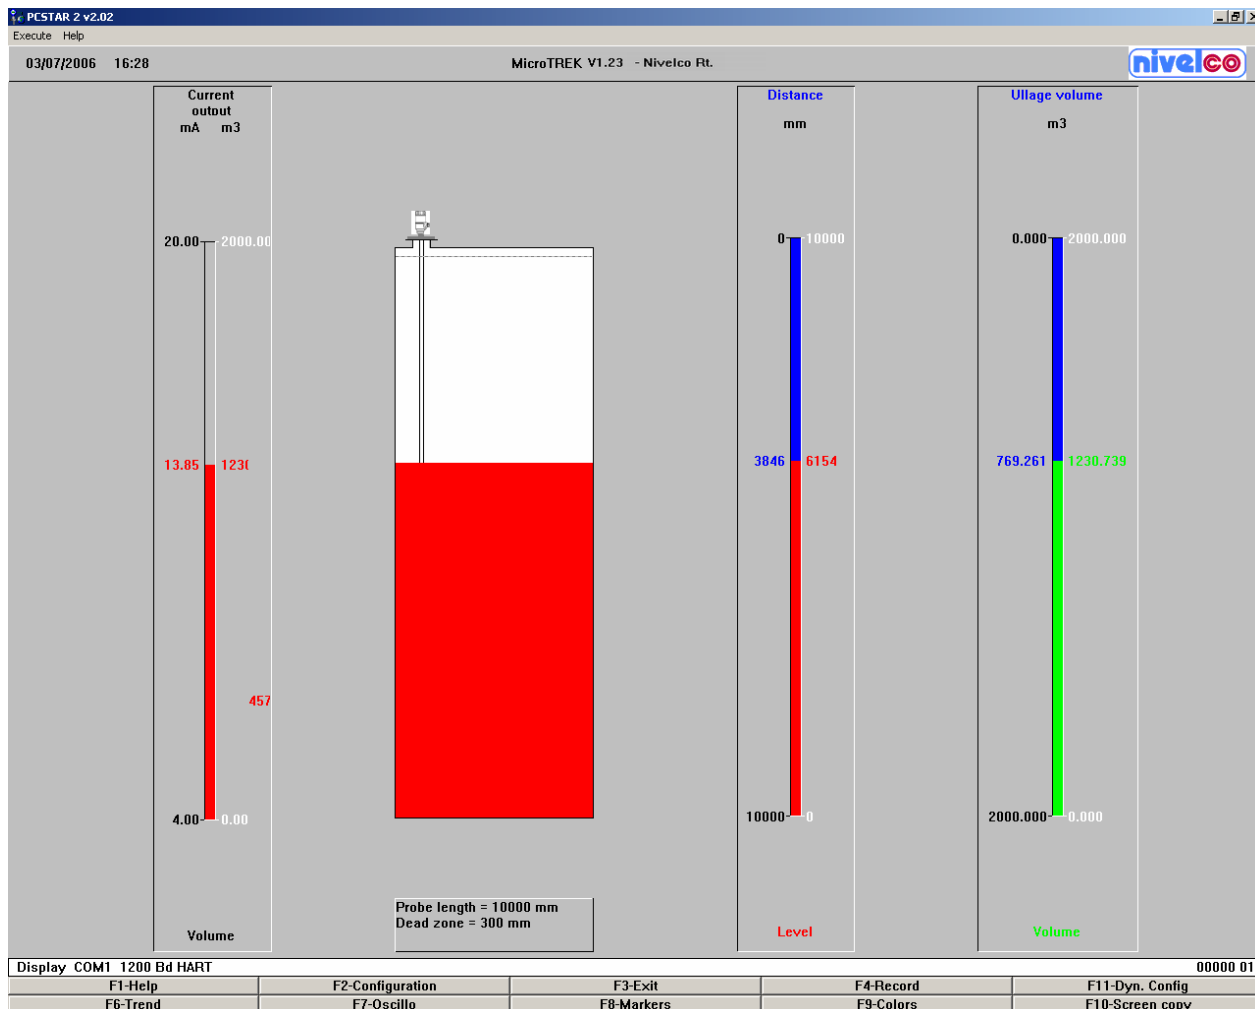 PCSTAR 2 v2.02
Execute Help
03/07/2006 16:28
MicroTREK V1.23 - Nivelco Rt.
nivelco
Current
output
mA m3
20.00 2000.00
13.85 1230
457
4.00 0.00
Volume
Probe length = 10000 mm
Dead zone = 300 mm
Distance
mm
0 10000
3846 6154
10000 0
Level
Ullage volume
m3
0.000 2000.000
769.261 1230.739
2000.000 0.000
Volume
Display COM1 1200 Bd HART 00000 01
F1-Help F2-Configuration F3-Exit F4-Record F11-Dyn. Config
F6-Trend F7-Oscillo F8-Markers F9-Colors F10-Screen copy